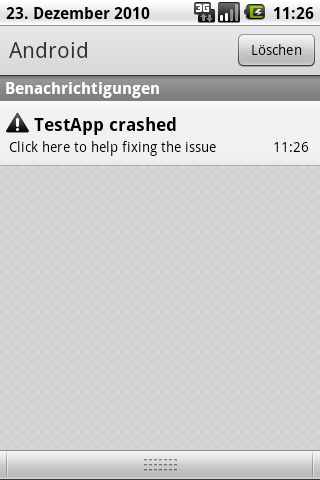 23. Dezember 2010 3G 11:26
Android Löschen
Benachrichtigungen
TestApp crashed
Click here to help fixing the issue 11:26